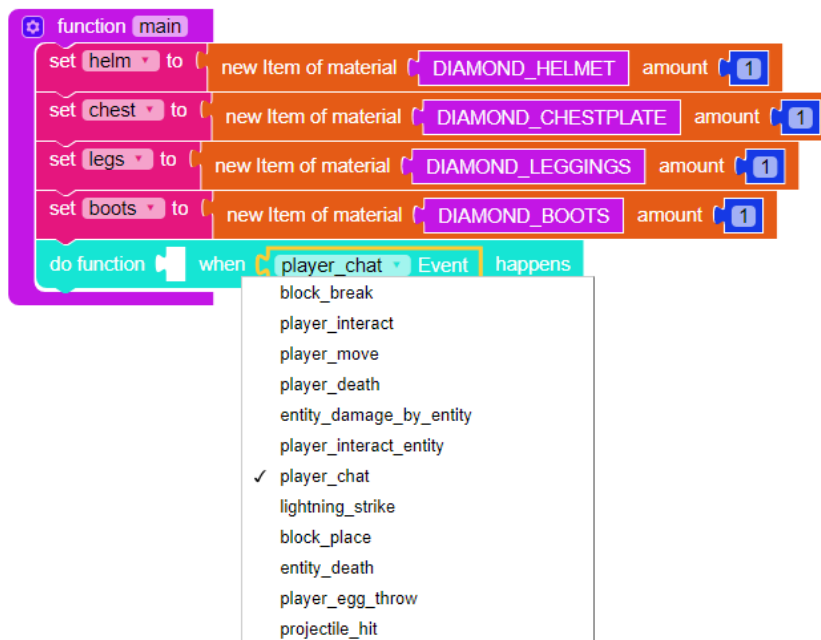 function main
set helm to new Item of material DIAMOND_HELMET amount 1
set chest to new Item of material DIAMOND_CHESTPLATE amount 1
set legs to new Item of material DIAMOND_LEGGINGS amount 1
set boots to new Item of material DIAMOND_BOOTS amount 1
do function when player_chat Event happens
block_break
player_interact
player_move
player_death
entity_damage_by_entity
player_interact_entity
✓ player_chat
lightning_strike
block_place
entity_death
player_egg_throw
projectile_hit